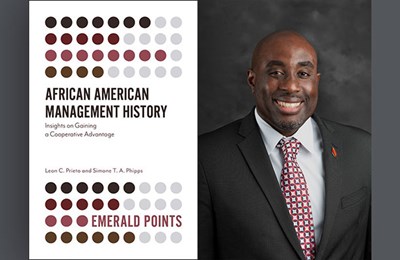 AFRICAN AMERICAN
MANAGEMENT HISTORY
Insights on Gaining
a Cooperative Advantage
Leon C. Prieto and Simone T. A. Phipps
EMERALD POINTS